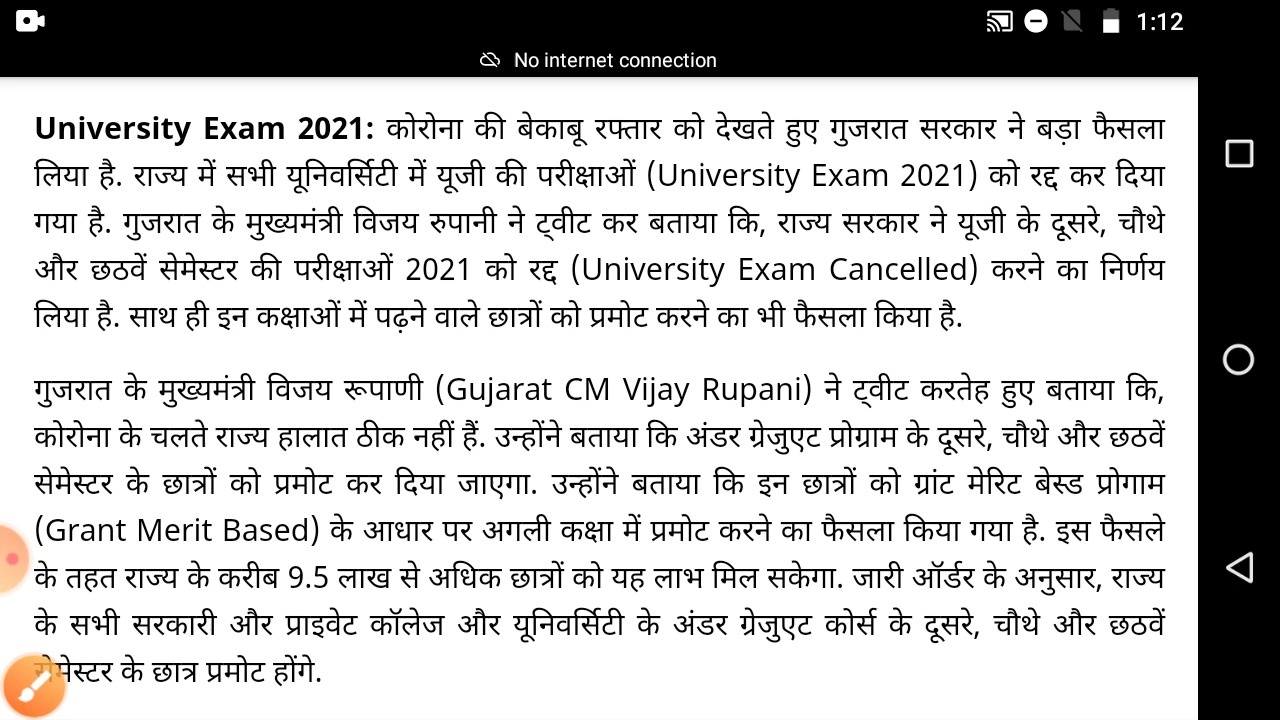 1:12
No internet connection
University Exam 2021: कोरोना की बेकाबू रफ्तार को देखते हुए गुजरात सरकार ने बड़ा फैसला
लिया है. राज्य में सभी यूनिवर्सिटी में यूजी की परीक्षाओं (University Exam 2021) को रद्द कर दिया
गया है. गुजरात के मुख्यमंत्री विजय रुपानी ने ट्वीट कर बताया कि, राज्य सरकार ने यूजी के दूसरे, चौथे
और छठवें सेमेस्टर की परीक्षाओं 2021 को रद्द (University Exam Cancelled) करने का निर्णय
लिया है. साथ ही इन कक्षाओं में पढ़ने वाले छात्रों को प्रमोट करने का भी फैसला किया है.
गुजरात के मुख्यमंत्री विजय रूपाणी (Gujarat CM Vijay Rupani) ने ट्वीट करतेह हुए बताया कि,
कोरोना के चलते राज्य हालात ठीक नहीं हैं. उन्होंने बताया कि अंडर ग्रेजुएट प्रोग्राम के दूसरे, चौथे और छठवें
सेमेस्टर के छात्रों को प्रमोट कर दिया जाएगा. उन्होंने बताया कि इन छात्रों को ग्रांट मेरिट बेस्ड प्रोगाम
(Grant Merit Based) के आधार पर अगली कक्षा में प्रमोट करने का फैसला किया गया है. इस फैसले
के तहत राज्य के करीब 9.5 लाख से अधिक छात्रों को यह लाभ मिल सकेगा. जारी ऑर्डर के अनुसार, राज्य
के सभी सरकारी और प्राइवेट कॉलेज और यूनिवर्सिटी के अंडर ग्रेजुएट कोर्स के दूसरे, चौथे और छठवें
सेमेस्टर के छात्र प्रमोट होंगे.